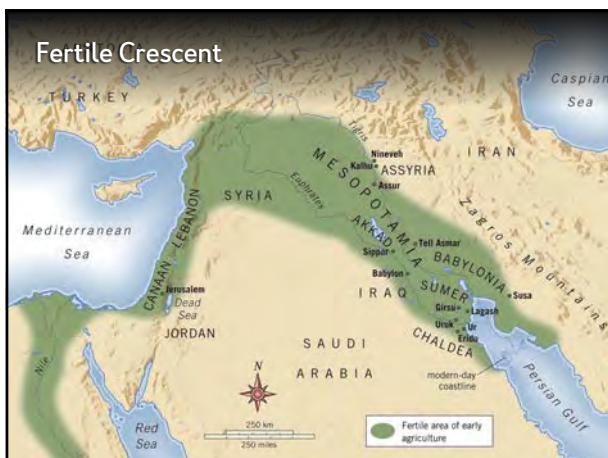 Fertile Crescent
TURKEY
Caspian
Sea
Tigris
Nineveh
Kalhu
ASSYRIA
IRAN
Assur
MESOPOTAMIA
Euphrates
SYRIA
LEBANON
CANAAN
Mediterranean
Sea
AKKAD
Zagros Mountains
Tell Asmar
Sippar
BABYLONIA
Babylon
Jerusalem
Dead
Sea
IRAQ
SUMER
Susa
Girsu
Lagash
JORDAN
Uruk
Ur
Eridu
CHALDEA
Nile
SAUDI
ARABIA
N
modern-day
coastline
Persian Gulf
Red
Sea
250 km
250 miles
Fertile area of early
agriculture